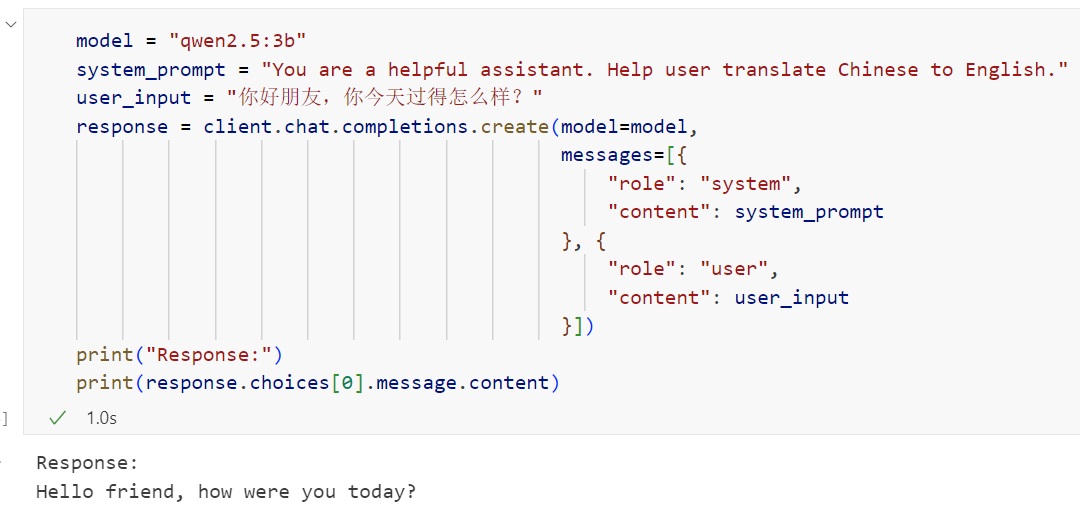 model = "qwen2.5:3b"
system_prompt = "You are a helpful assistant. Help user translate Chinese to English."
user_input = "你好朋友，你今天过得怎么样？"
response = client.chat.completions.create(model=model,
messages=[{
"role": "system",
"content": system_prompt
}, {
"role": "user",
"content": user_input
}])
print("Response:")
print(response.choices[0].message.content)
] ✓ 1.0s
Response:
Hello friend, how were you today?